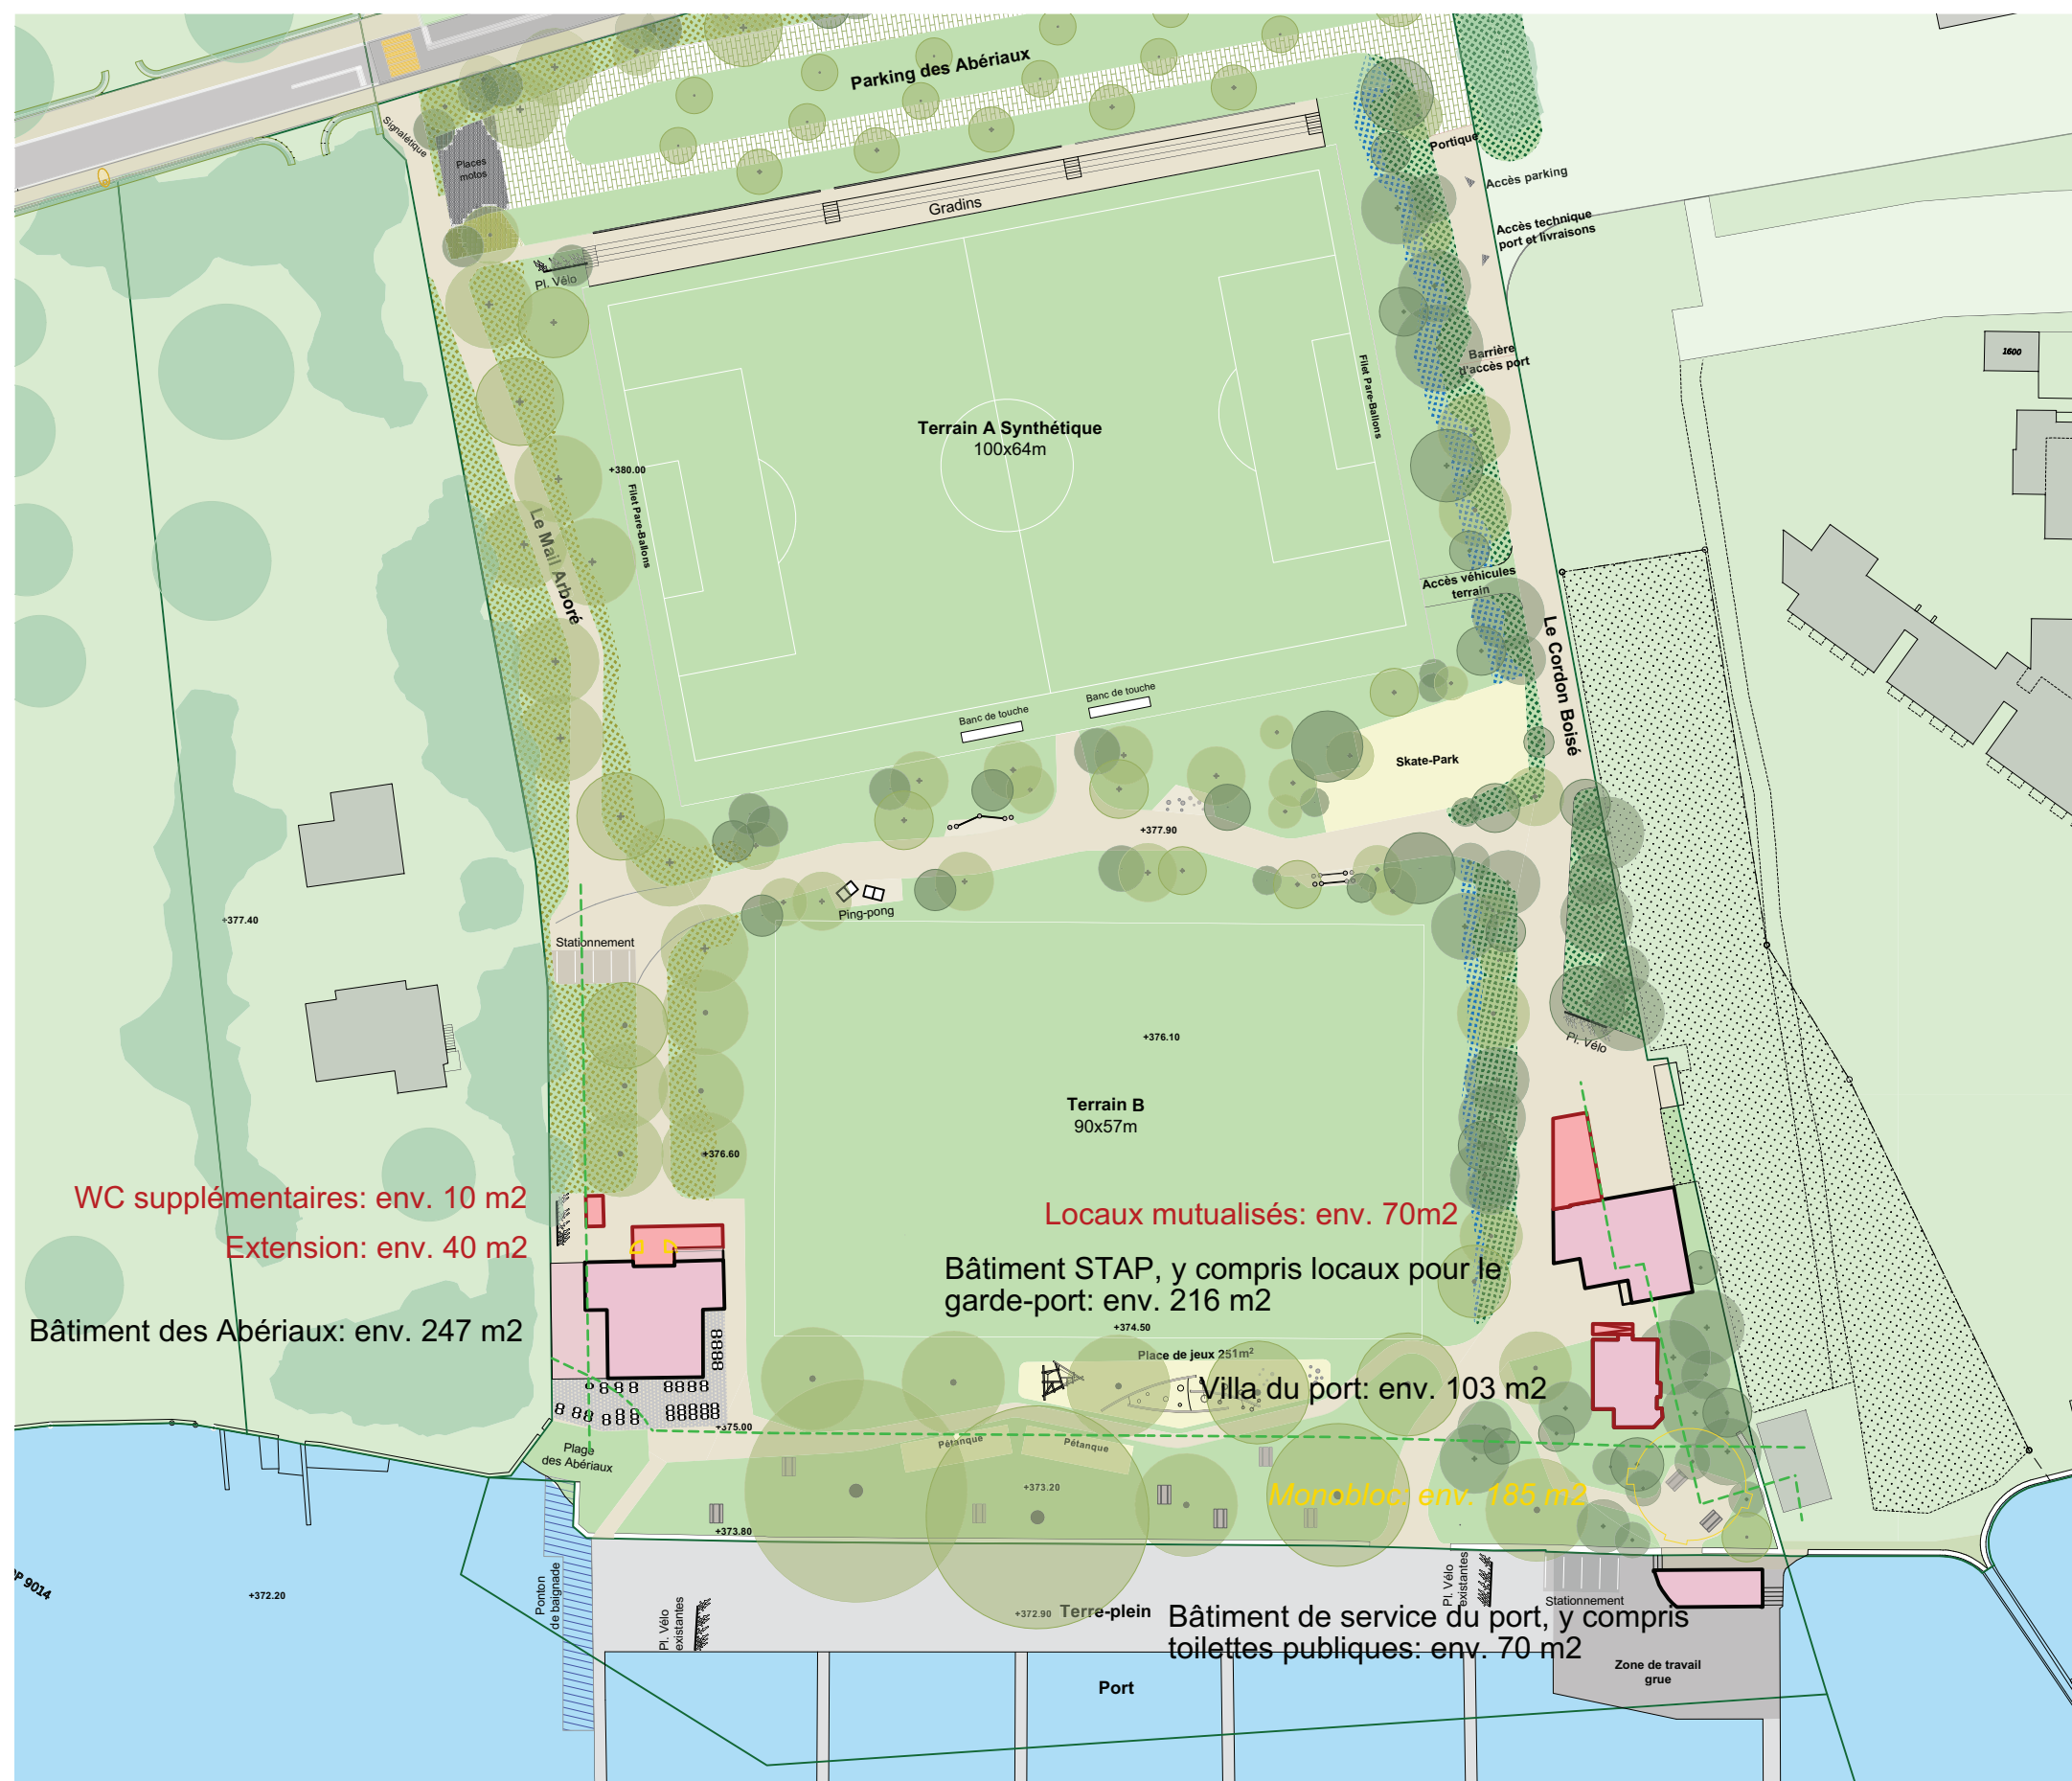 Parking des Abériaux
Signalétique
Places
motos
Portique
Accès parking
Gradins
Accès technique
port et livraisons
Pl. Vélo
Barrière
d'accès port
1600
Filet Pare-Ballons
Terrain A Synthétique
100x64m
+380.00
Filet Pare-Ballons
Le Mail Arboré
Accès véhicules
terrain
Le Cordon Boisé
Banc de touche
Banc de touche
Skate-Park
+377.90
Ping-pong
+377.40
Stationnement
+376.10
Pl. Vélo
Terrain B
90x57m
+376.60
WC supplémentaires: env. 10 m2
Locaux mutualisés: env. 70m2
Extension: env. 40 m2
Bâtiment STAP, y compris locaux pour le
garde-port: env. 216 m2
Bâtiment des Abériaux: env. 247 m2
+374.50
Place de jeux 251m²
Villa du port: env. 103 m2
+375.00
Pétanque
Pétanque
Plage
des Abériaux
+373.20
Monobloc: env. 185 m2
+373.80
DP 9014
+372.20
Ponton
de baignade
Pl. Vélo
existantes
+372.90
Terre-plein
Pl. Vélo
existantes
Stationnement
Bâtiment de service du port, y compris
toilettes publiques: env. 70 m2
Zone de travail
grue
Port